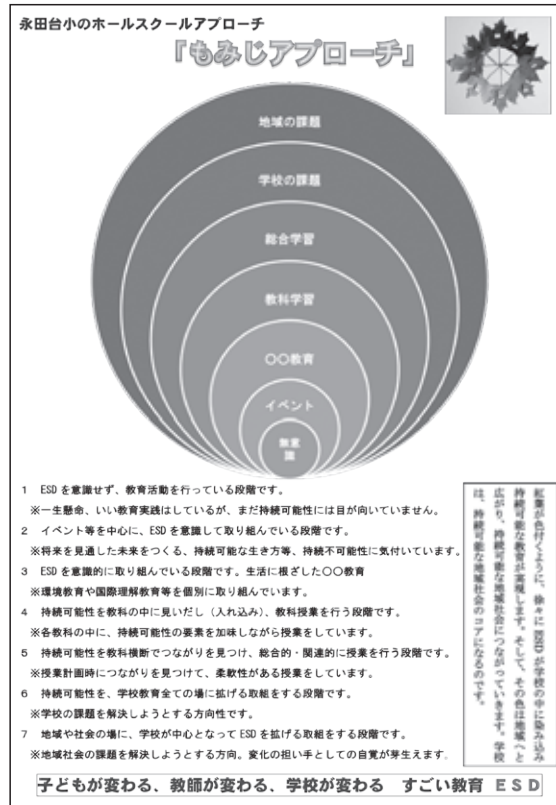 永田台小のホールスクールアプローチ
「もみじアプローチ」
地域の課題
学校の課題
総合学習
教科学習
〇〇教育
イベント
無意
識
1 ESDを意識せず、教育活動を行っている段階です。
※一生懸命、いい教育実践はしているが、まだ持続可能性には目が向いていません。
2 イベント等を中心に、ESDを意識して取り組んでいる段階です。
※将来を見通した未来をつくる、持続可能な生き方等、持続不可能性に気付いています。
3 ESDを意識的に取り組んでいる段階です。生活に根ざした〇〇教育
※環境教育や国際理解教育等を個別に取り組んでいます。
4 持続可能性を教科の中に見いだし（入れ込み）、教科授業を行う段階です。
※各教科の中に、持続可能性の要素を加味しながら授業をしています。
5 持続可能性を教科横断でつながりを見つけ、総合的・関連的に授業を行う段階です。
※授業計画時につながりを見つけて、柔軟性がある授業をしています。
6 持続可能性を、学校教育全ての場に拡げる取組をする段階です。
※学校の課題を解決しようとする方向性です。
7 地域や社会の場に、学校が中心となってESDを拡げる取組をする段階です。
※地域社会の課題を解決しようとする方向。変化の担い手としての自覚が芽生えます。
紅葉が色付くように、徐々にESDが学校の中に染み込み
持続可能な教育が実現します。そして、その色は地域へと
広がり、持続可能な地域社会につながっていきます。学校
は、持続可能な地域社会のコアになるのです。
子どもが変わる、教師が変わる、学校が変わる すごい教育 ESD